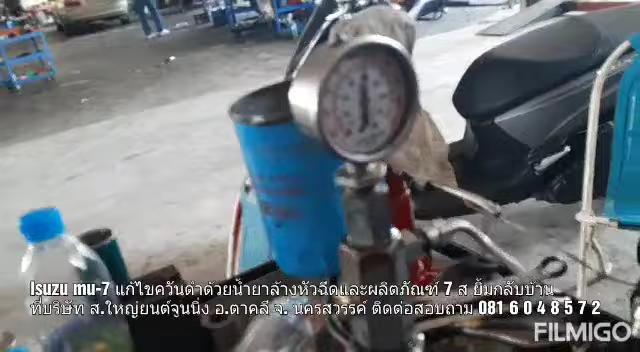 Isuzu mu-7 แก้ไขควันดำด้วยน้ำยาล้างหัวฉีดและผลิตภัณฑ์ 7 ส ยิ้มกลับบ้าน
ที่บริษัท ส.ใหญ่ยนต์จูนนิ่ง อ.ตาคลี จ. นครสวรรค์ ติดต่อสอบถาม 081 6 0 4 8 5 7 2
FILMIGO